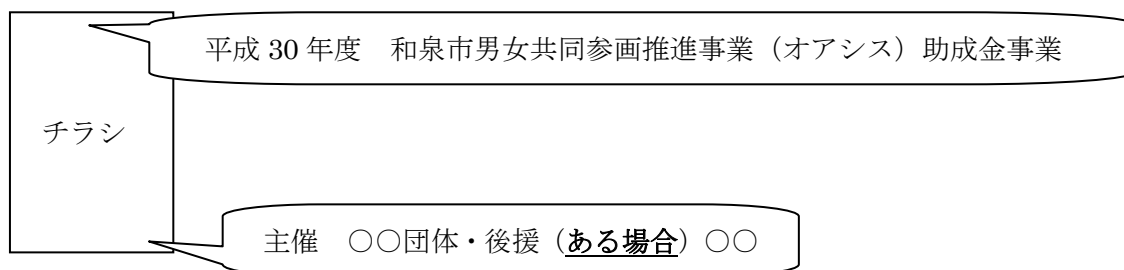 平成 30 年度　和泉市男女共同参画推進事業（オアシス）助成金事業
チラシ
主催　○○団体・後援（ある場合）○○